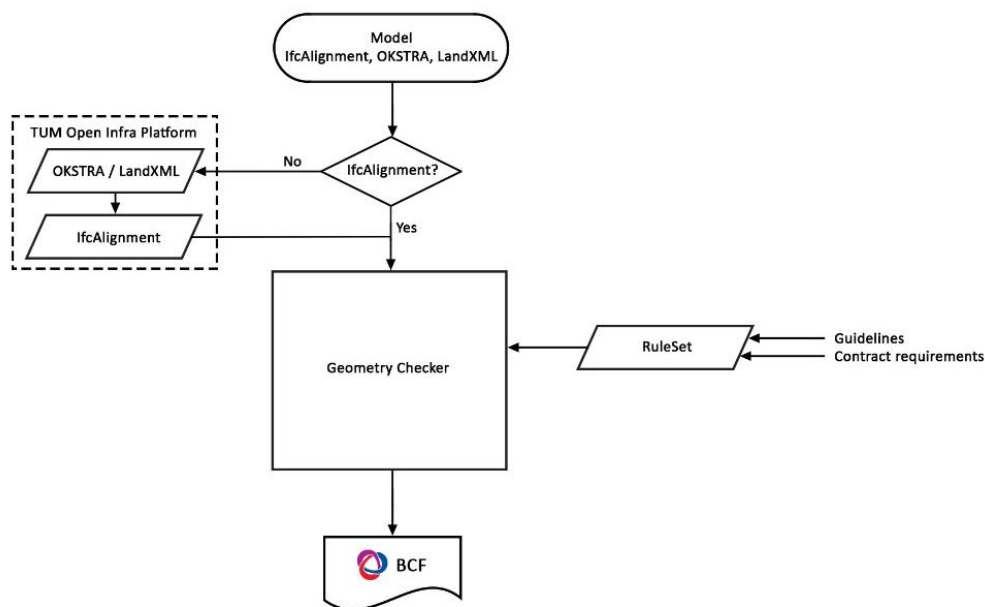 Model
IfcAlignment, OKSTRA, LandXML
TUM Open Infra Platform
OKSTRA / LandXML
No
IfcAlignment?
IfcAlignment
Yes
Geometry Checker
RuleSet
Guidelines
Contract requirements
BCF